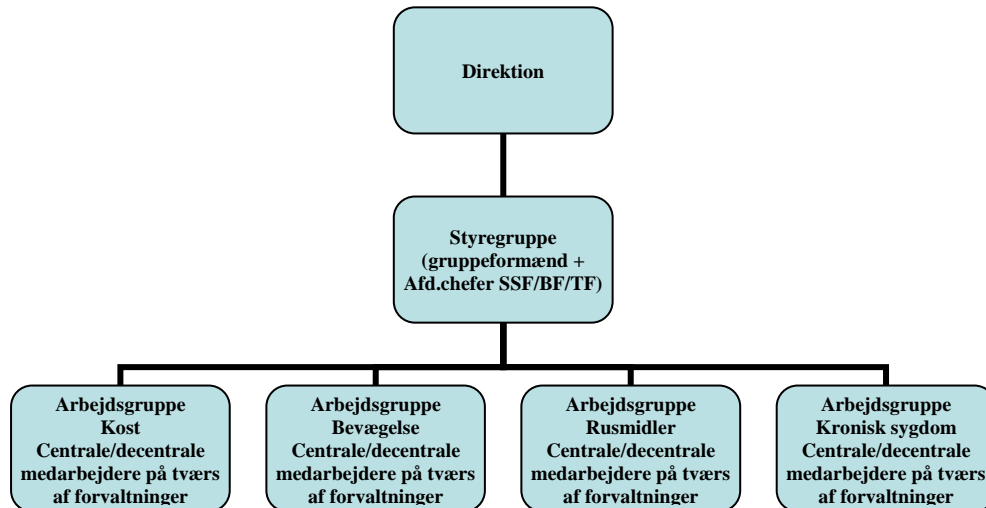 Direktion
Styregruppe
(gruppeformænd +
Afd.chefer SSF/BF/TF)
Arbejdsgruppe
Kost
Centrale/decentrale
medarbejdere på tværs
af forvaltninger
Arbejdsgruppe
Bevægelse
Centrale/decentrale
medarbejdere på tværs
af forvaltninger
Arbejdsgruppe
Rusmidler
Centrale/decentrale
medarbejdere på tværs
af forvaltninger
Arbejdsgruppe
Kronisk sygdom
Centrale/decentrale
medarbejdere på tværs
af forvaltninger